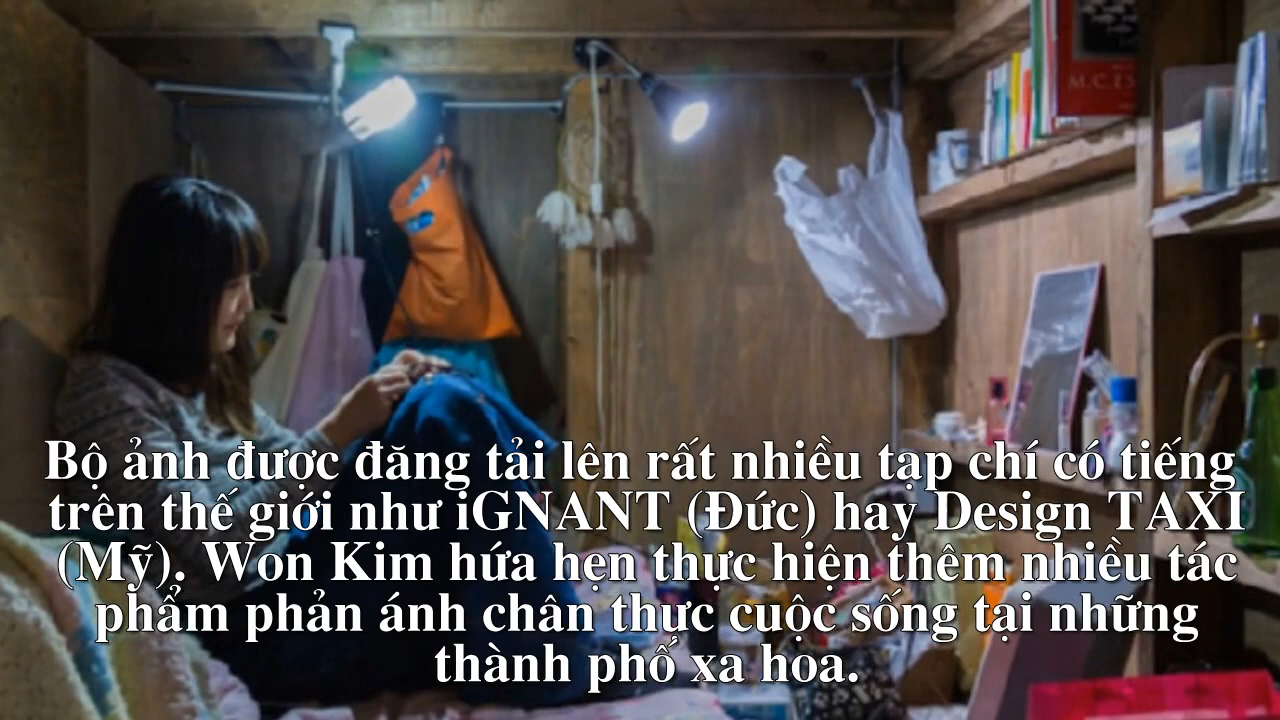 M.C.ES
Bộ ảnh được đăng tải lên rất nhiều tạp chí có tiếng
trên thế giới như iGNANT (Đức) hay Design TAXI
(Mỹ). Won Kim hứa hẹn thực hiện thêm nhiều tác
phẩm phản ánh chân thực cuộc sống tại những
thành phố xa hoa.